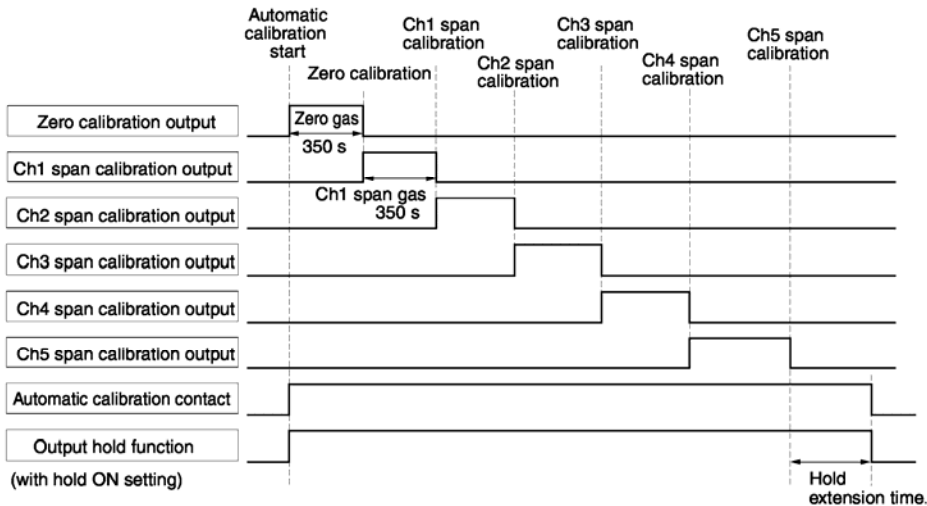 Automatic
calibration
start
Zero calibration
Ch1 span
calibration
Ch2 span
calibration
Ch3 span
calibration
Ch4 span
calibration
Ch5 span
calibration
Zero calibration output
Zero gas
350 s
Ch1 span calibration output
Ch1 span gas
350 s
Ch2 span calibration output
Ch3 span calibration output
Ch4 span calibration output
Ch5 span calibration output
Automatic calibration contact
Output hold function
(with hold ON setting)
Hold
extension time.